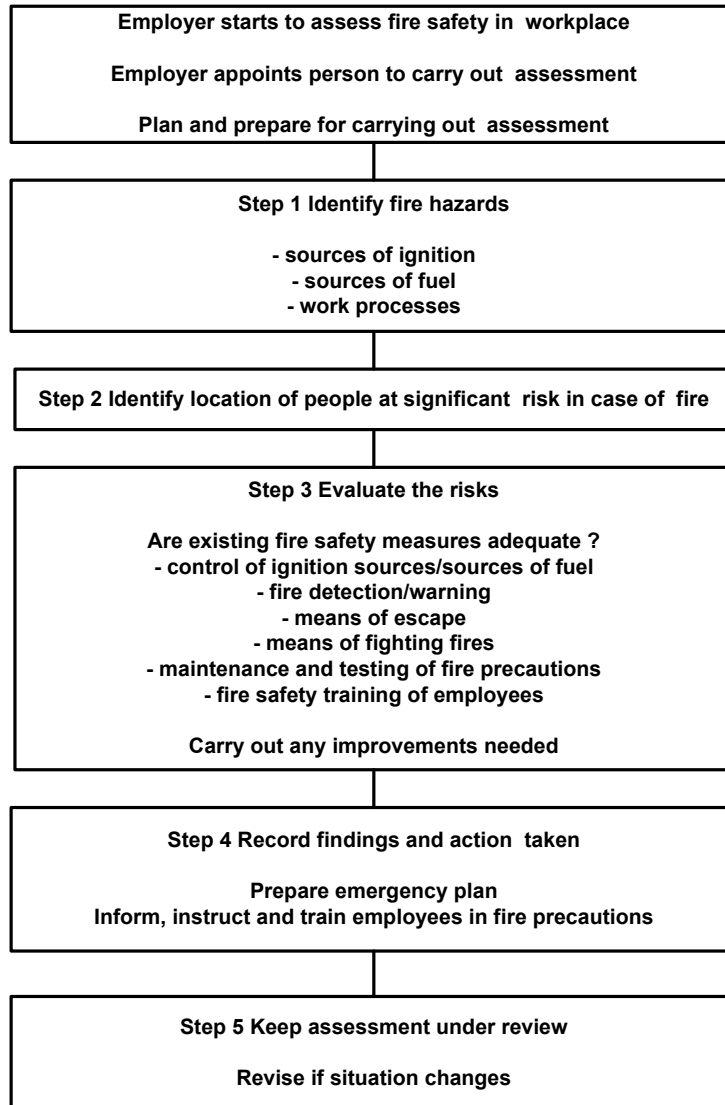 Employer starts to assess fire safety in workplace
Employer appoints person to carry out assessment
Plan and prepare for carrying out assessment
Step 1 Identify fire hazards
- sources of ignition
- sources of fuel
- work processes
Step 2 Identify location of people at significant risk in case of fire
Step 3 Evaluate the risks
Are existing fire safety measures adequate ?
- control of ignition sources/sources of fuel
- fire detection/warning
- means of escape
- means of fighting fires
- maintenance and testing of fire precautions
- fire safety training of employees
Carry out any improvements needed
Step 4 Record findings and action taken
Prepare emergency plan
Inform, instruct and train employees in fire precautions
Step 5 Keep assessment under review
Revise if situation changes